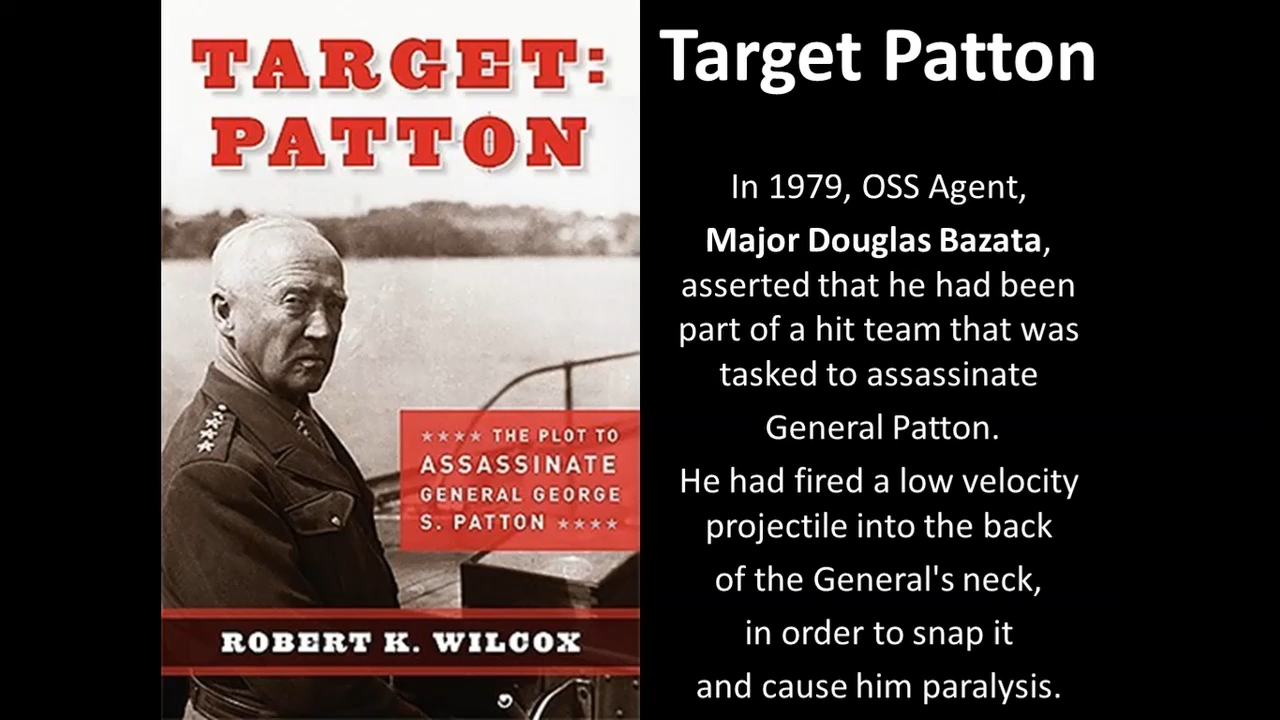 TARGET:
PATTON
★★★★ THE PLOT TO
ASSASSINATE
GENERAL GEORGE
S. PATTON ★★★★
ROBERT K. WILCOX
Target Patton
In 1979, OSS Agent,
Major Douglas Bazata,
asserted that he had been
part of a hit team that was
tasked to assassinate
General Patton.
He had fired a low velocity
projectile into the back
of the General's neck,
in order to snap it
and cause him paralysis.